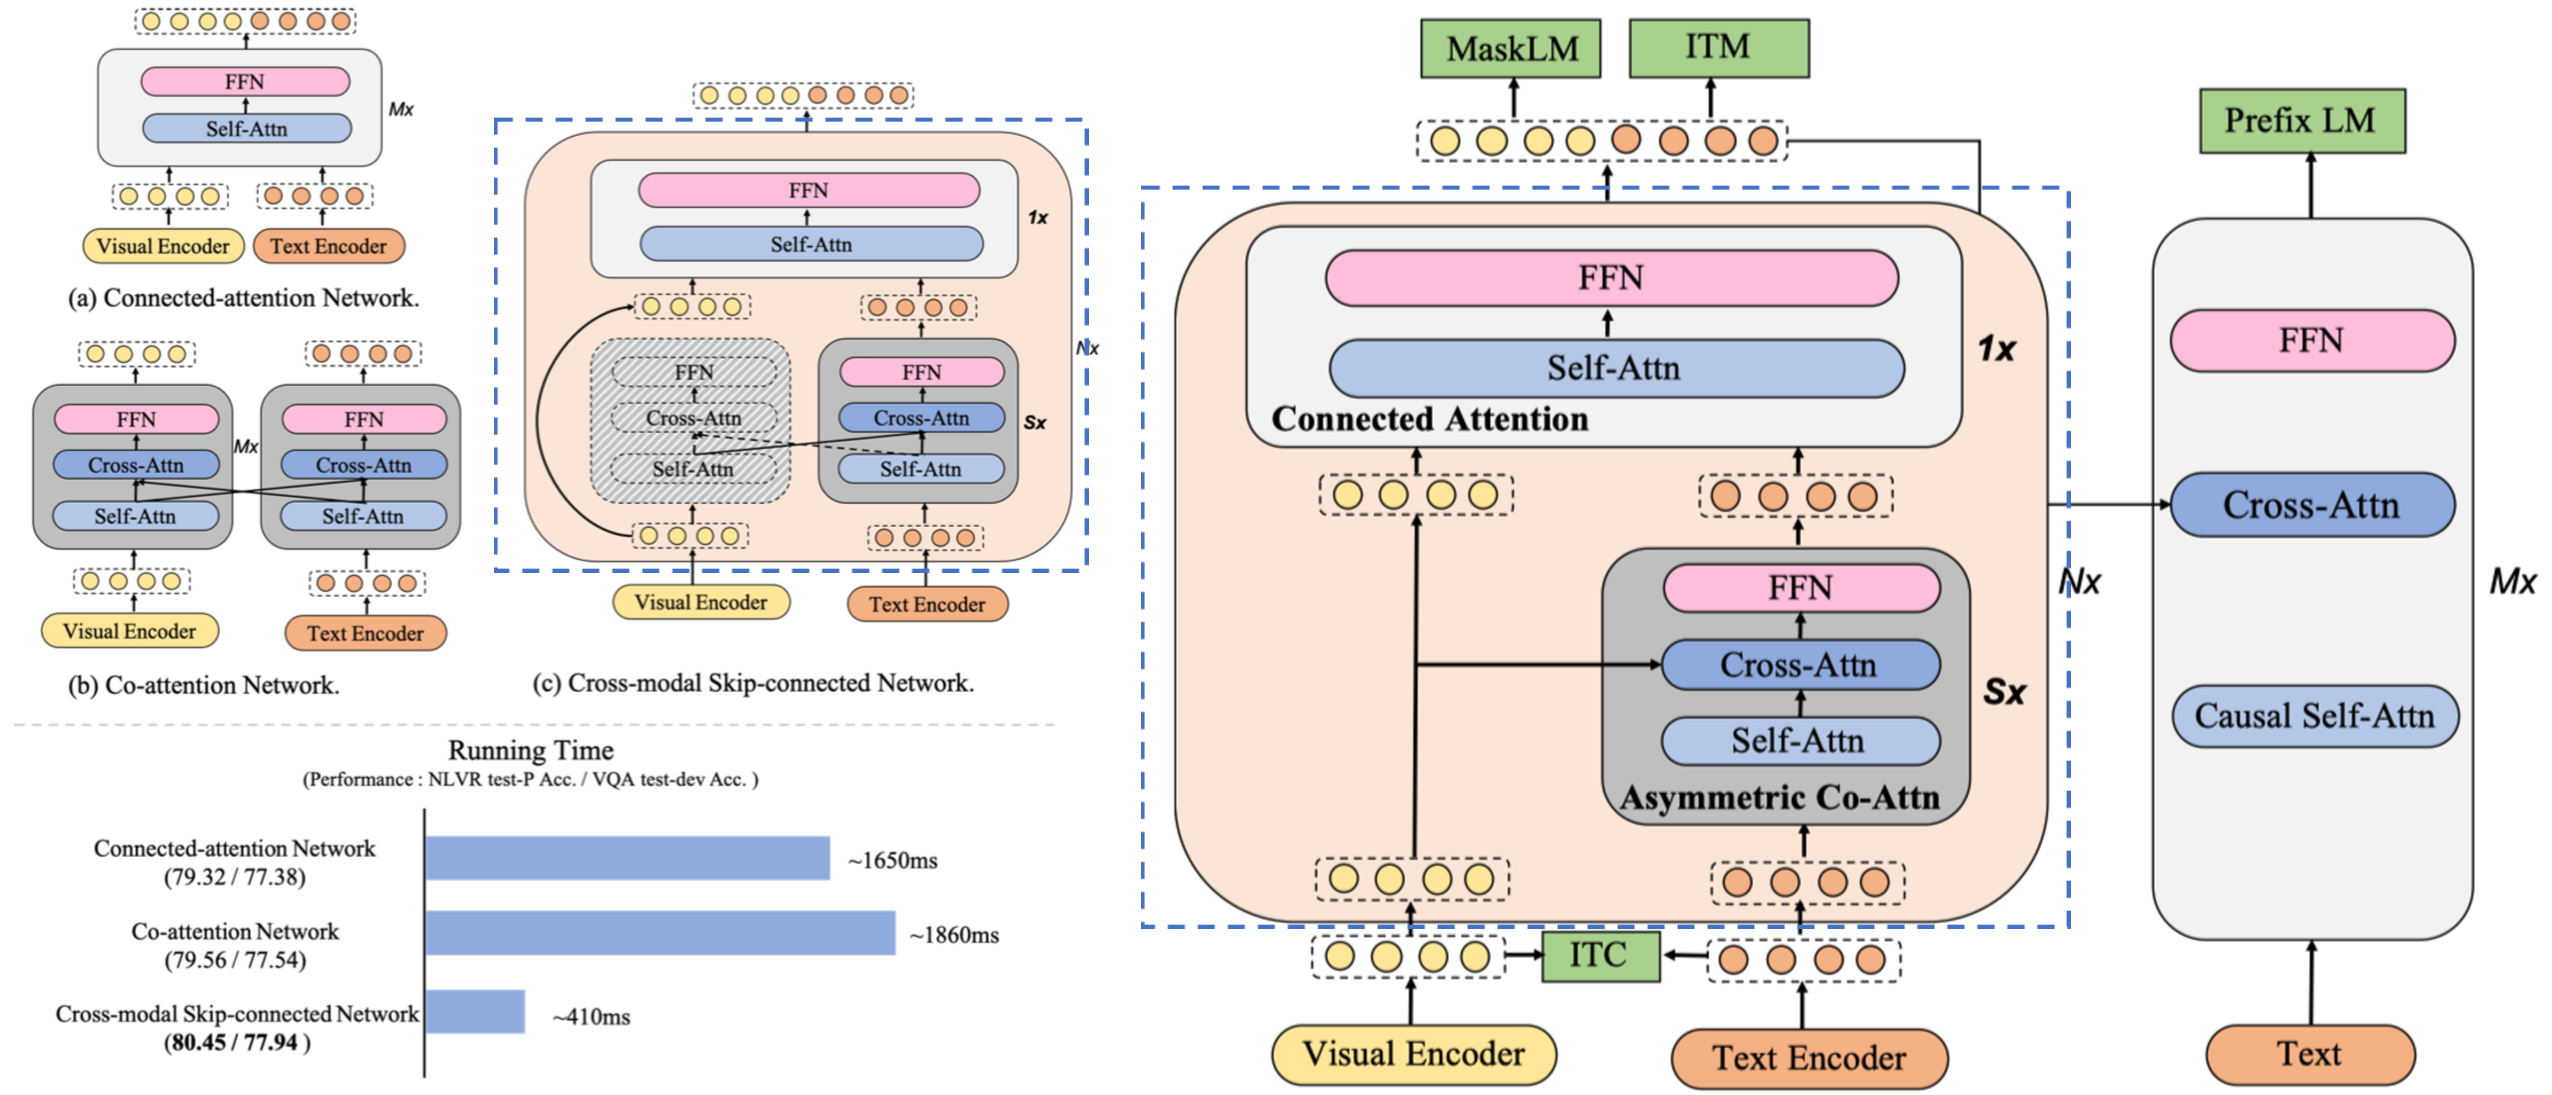 FFN
Self-Attn
Mx
Visual Encoder
Text Encoder
(a) Connected-attention Network.
FFN
Cross-Attn
Self-Attn
Mx
FFN
Cross-Attn
Self-Attn
Visual Encoder
Text Encoder
(b) Co-attention Network.
FFN
Self-Attn
1x
FFN
Cross-Attn
Self-Attn
FFN
Cross-Attn
Self-Attn
Sx
Nx
Visual Encoder
Text Encoder
(c) Cross-modal Skip-connected Network.
Running Time
(Performance : NLVR test-P Acc. / VQA test-dev Acc. )
Connected-attention Network
(79.32 / 77.38)
~1650ms
Co-attention Network
(79.56 / 77.54)
~1860ms
Cross-modal Skip-connected Network
(80.45 / 77.94 )
~410ms
MaskLM
ITM
FFN
Self-Attn
Connected Attention
1x
FFN
Cross-Attn
Self-Attn
Asymmetric Co-Attn
Sx
Nx
ITC
Visual Encoder
Text Encoder
Prefix LM
FFN
Cross-Attn
Causal Self-Attn
Mx
Text